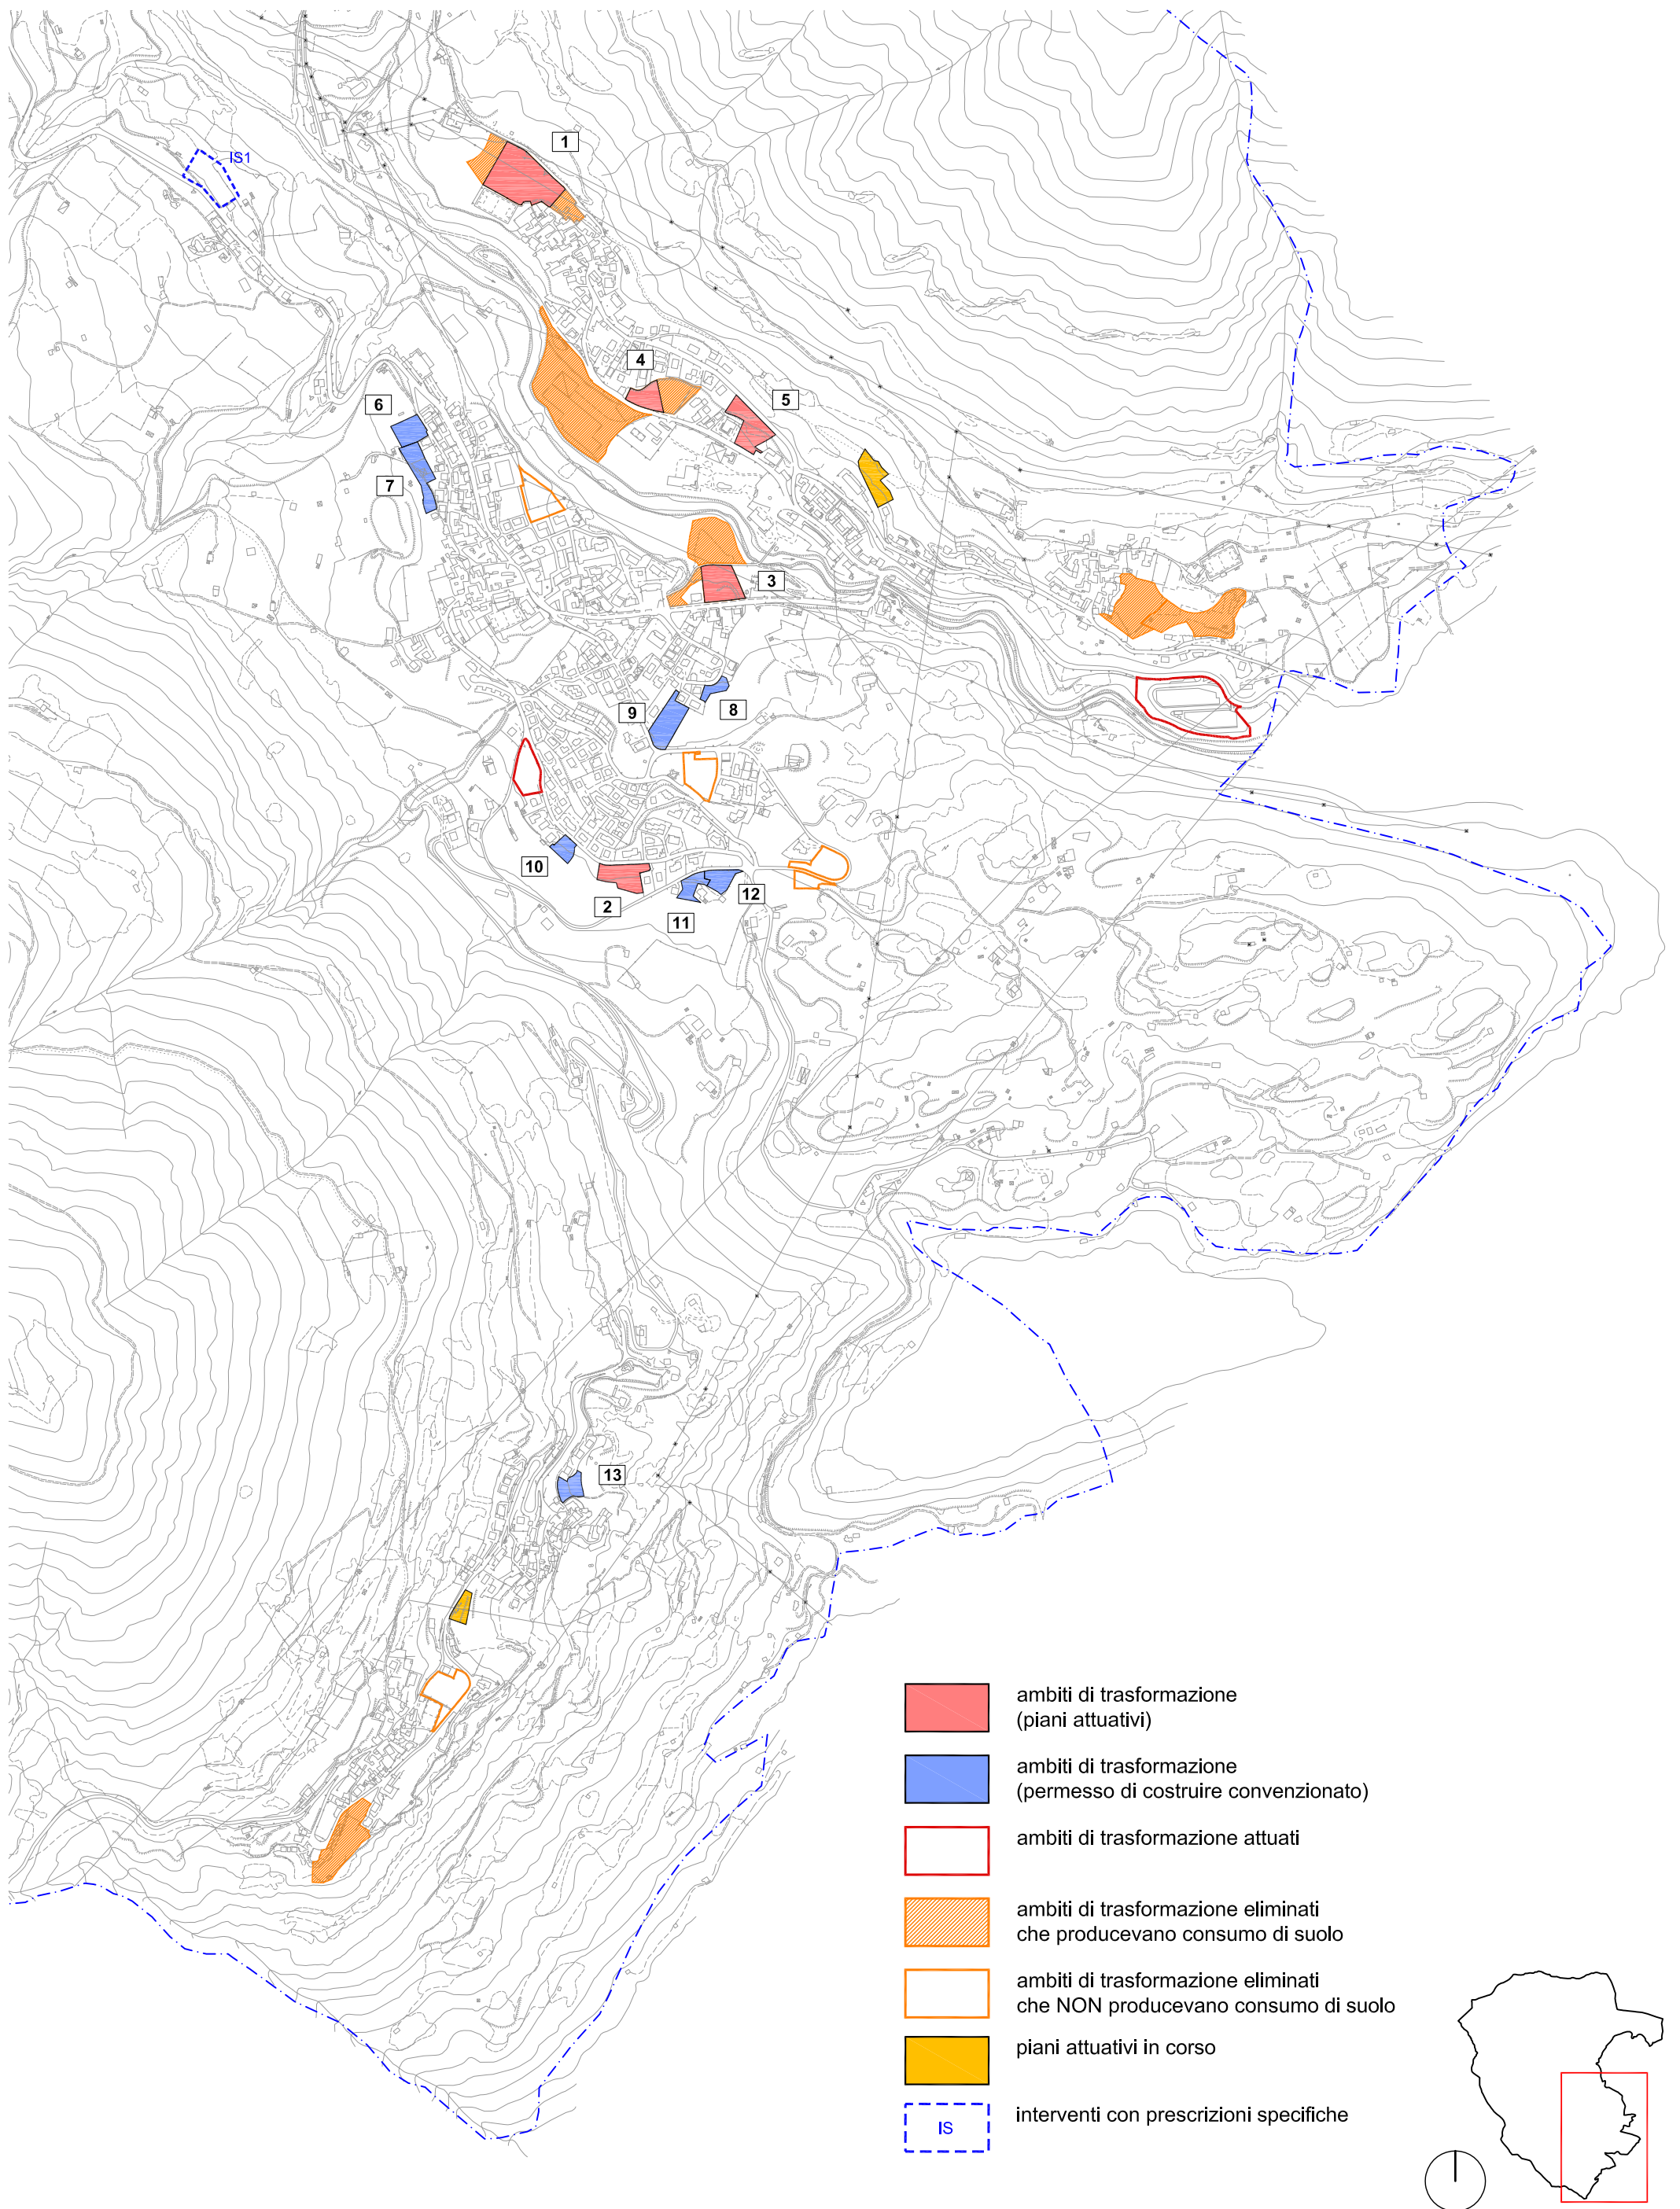 1
IS1
4
5
6
7
3
9
8
10
2
11
12
13
ambiti di trasformazione
(piani attuativi)
ambiti di trasformazione
(permesso di costruire convenzionato)
ambiti di trasformazione attuati
ambiti di trasformazione eliminati
che producevano consumo di suolo
ambiti di trasformazione eliminati
che NON producevano consumo di suolo
piani attuativi in corso
IS
interventi con prescrizioni specifiche